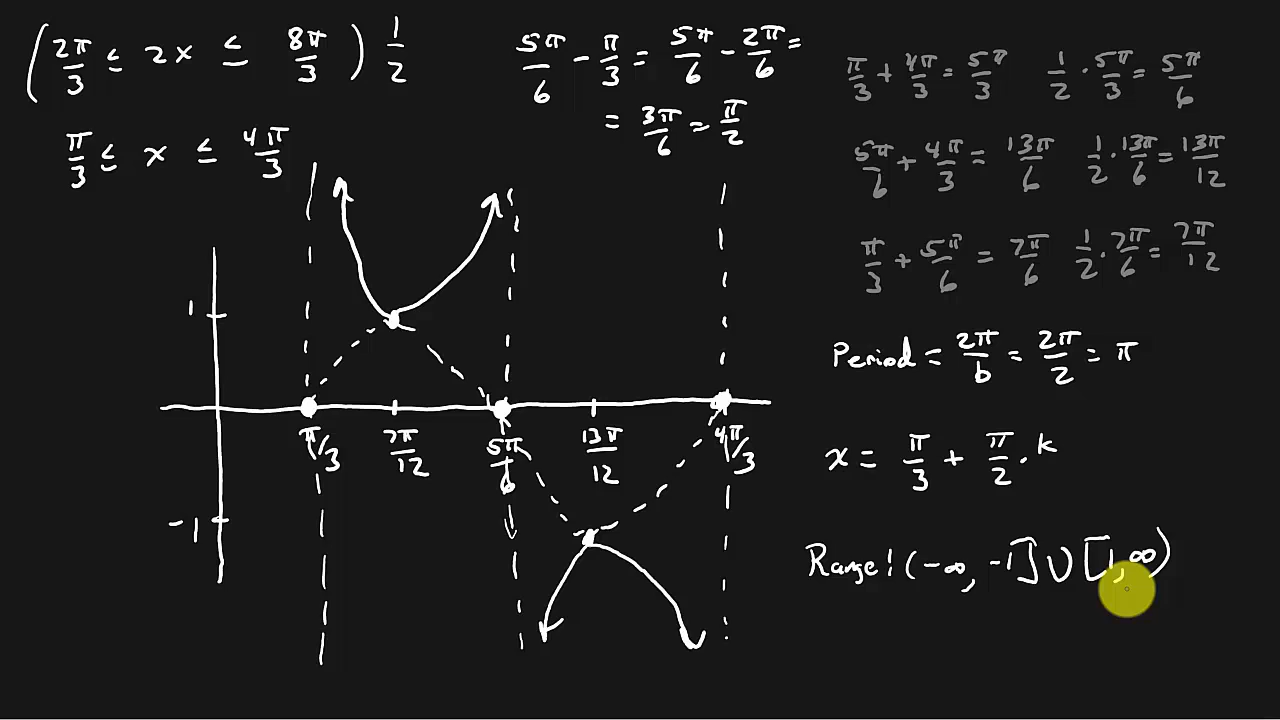 (2π/3 ≤ 2x ≤ 8π/3) 1/2
π/3 ≤ x ≤ 4π/3
5π/6 - π/3 = 5π/6 - 2π/6 =
= 3π/6 = π/2
π/3 + 4π/3 = 5π/3 1/2 · 5π/3 = 5π/6
5π/6 + 4π/3 = 13π/6 1/2 · 13π/6 = 13π/12
π/3 + 5π/6 = 7π/6 1/2 · 7π/6 = 7π/12
1
π/3 7π/12 5π/6 13π/12 4π/3
-1
Period = 2π/b = 2π/2 = π
x = π/3 + π/2 · k
Range: (-∞, -1] ∪ [1, ∞)